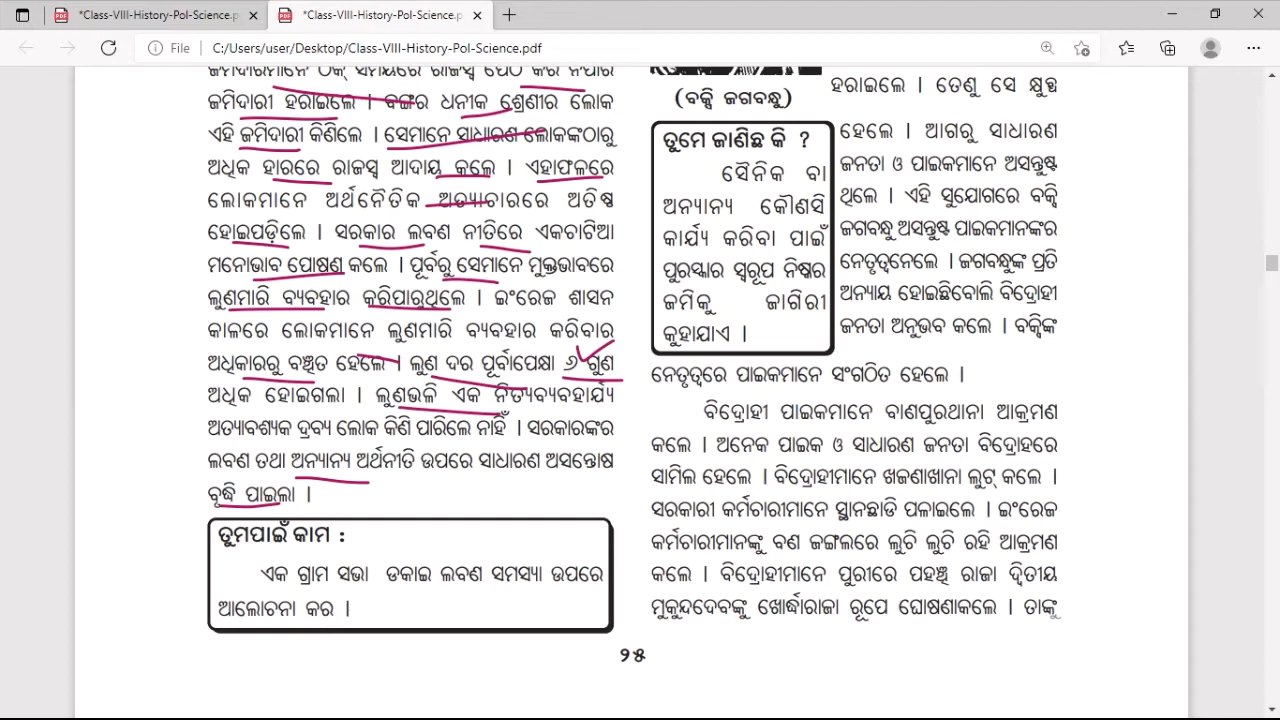 *Class-VIII-History-Pol-Science.p
*Class-VIII-History-Pol-Science.p
File
C:/Users/user/Desktop/Class-VIII-History-Pol-Science.pdf
ଜମିଦାରମାନେ ଠିକ୍ ସମୟରେ ରାଜସ୍ୱ ପୈଠ କରି ନପାରି
ଜମିଦାରୀ ହରାଇଲେ । ବଙ୍ଗର ଧନୀକ ଶ୍ରେଣୀର ଲୋକ
ଏହି ଜମିଦାରୀ କିଣିଲେ । ସେମାନେ ସାଧାରଣ ଲୋକଙ୍କଠାରୁ
ଅଧିକ ହାରରେ ରାଜସ୍ୱ ଆଦାୟ କଲେ । ଏହାଫଳରେ
ଲୋକମାନେ ଅର୍ଥନୈତିକ ଅତ୍ୟାଚାରରେ ଅତିଷ୍ଠ
ହୋଇପଡ଼ିଲେ । ସରକାର ଲବଣ ନୀତିରେ ଏକଚାଟିଆ
ମନୋଭାବ ପୋଷଣ କଲେ । ପୂର୍ବରୁ ସେମାନେ ମୁକ୍ତଭାବରେ
ଲୁଣମାରି ବ୍ୟବହାର କରିପାରୁଥିଲେ । ଇଂରେଜ ଶାସନ
କାଳରେ ଲୋକମାନେ ଲୁଣମାରି ବ୍ୟବହାର କରିବାର
ଅଧିକାରରୁ ବଞ୍ଚିତ ହେଲେ । ଲୁଣ ଦର ପୂର୍ବାପେକ୍ଷା ୬ ଗୁଣ
ଅଧିକ ହୋଇଗଲା । ଲୁଣଭଳି ଏକ ନିତ୍ୟବ୍ୟବହାର୍ଯ୍ୟ
ଅତ୍ୟାବଶ୍ୟକ ଦ୍ରବ୍ୟ ଲୋକ କିଣି ପାରିଲେ ନାହିଁ । ସରକାରଙ୍କର
ଲବଣ ତଥା ଅନ୍ୟାନ୍ୟ ଅର୍ଥନୀତି ଉପରେ ସାଧାରଣ ଅସନ୍ତୋଷ
ବୃଦ୍ଧି ପାଇଲା ।
ତୁମପାଇଁ କାମ :
ଏକ ଗ୍ରାମ ସଭା ଡକାଇ ଲବଣ ସମସ୍ୟା ଉପରେ
ଆଲୋଚନା କର ।
(ବକ୍ସି ଜଗବନ୍ଧୁ)
ତୁମେ ଜାଣିଛ କି ?
ସୈନିକ ବା
ଅନ୍ୟାନ୍ୟ କୌଣସି
କାର୍ଯ୍ୟ କରିବା ପାଇଁ
ପୁରସ୍କାର ସ୍ୱରୂପ ନିଷ୍କର
ଜମିକୁ ଜାଗିରୀ
କୁହାଯାଏ ।
ହରାଇଲେ । ତେଣୁ ସେ କ୍ଷୁବ୍ଧ
ହେଲେ । ଆଗରୁ ସାଧାରଣ
ଜନତା ଓ ପାଇକମାନେ ଅସନ୍ତୁଷ୍ଟ
ଥିଲେ । ଏହି ସୁଯୋଗରେ ବକ୍ସି
ଜଗବନ୍ଧୁ ଅସନ୍ତୁଷ୍ଟ ପାଇକମାନଙ୍କର
ନେତୃତ୍ୱନେଲେ । ଜଗବନ୍ଧୁଙ୍କ ପ୍ରତି
ଅନ୍ୟାୟ ହୋଇଛିବୋଲି ବିଦ୍ରୋହୀ
ଜନତା ଅନୁଭବ କଲେ । ବକ୍ସିଙ୍କ
ନେତୃତ୍ୱରେ ପାଇକମାନେ ସଂଗଠିତ ହେଲେ ।
ବିଦ୍ରୋହୀ ପାଇକମାନେ ବାଣପୁରଥାନା ଆକ୍ରମଣ
କଲେ । ଅନେକ ପାଇକ ଓ ସାଧାରଣ ଜନତା ବିଦ୍ରୋହରେ
ସାମିଲ ହେଲେ । ବିଦ୍ରୋହୀମାନେ ଖଜଣାଖାନା ଲୁଟ୍ କଲେ ।
ସରକାରୀ କର୍ମଚାରୀମାନେ ସ୍ଥାନଛାଡି ପଳାଇଲେ । ଇଂରେଜ
କର୍ମଚାରୀମାନଙ୍କୁ ବଣ ଜଙ୍ଗଲରେ ଲୁଚି ଲୁଚି ରହି ଆକ୍ରମଣ
କଲେ । ବିଦ୍ରୋହୀମାନେ ପୁରୀରେ ପହଞ୍ଚି ରାଜା ଦ୍ୱିତୀୟ
ମୁକୁନ୍ଦଦେବଙ୍କୁ ଖୋର୍ଦ୍ଧାରାଜା ରୂପେ ଘୋଷଣାକଲେ । ତାଙ୍କୁ
୨୫